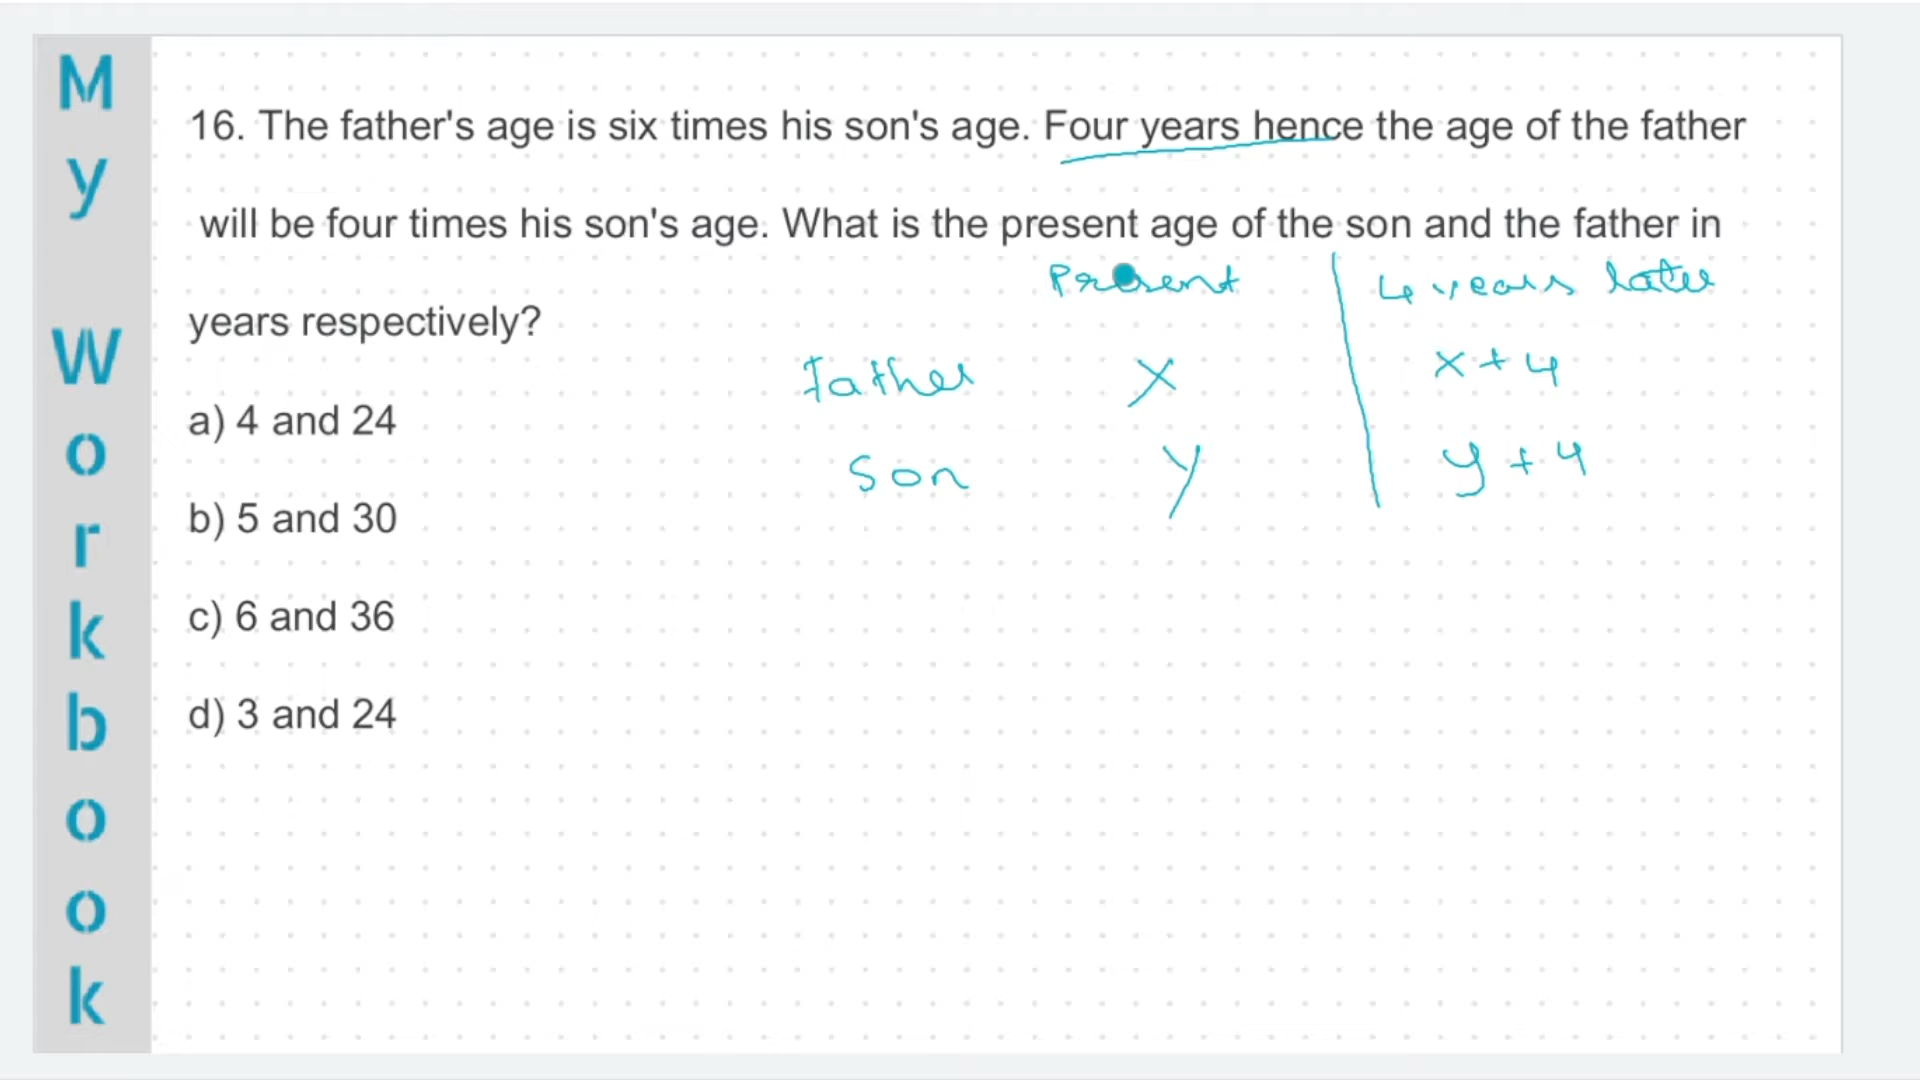 My Workbook
16. The father's age is six times his son's age. Four years hence the age of the father
will be four times his son's age. What is the present age of the son and the father in
years respectively?
Present 4 years later
father x x+4
son y y+4
a) 4 and 24
b) 5 and 30
c) 6 and 36
d) 3 and 24